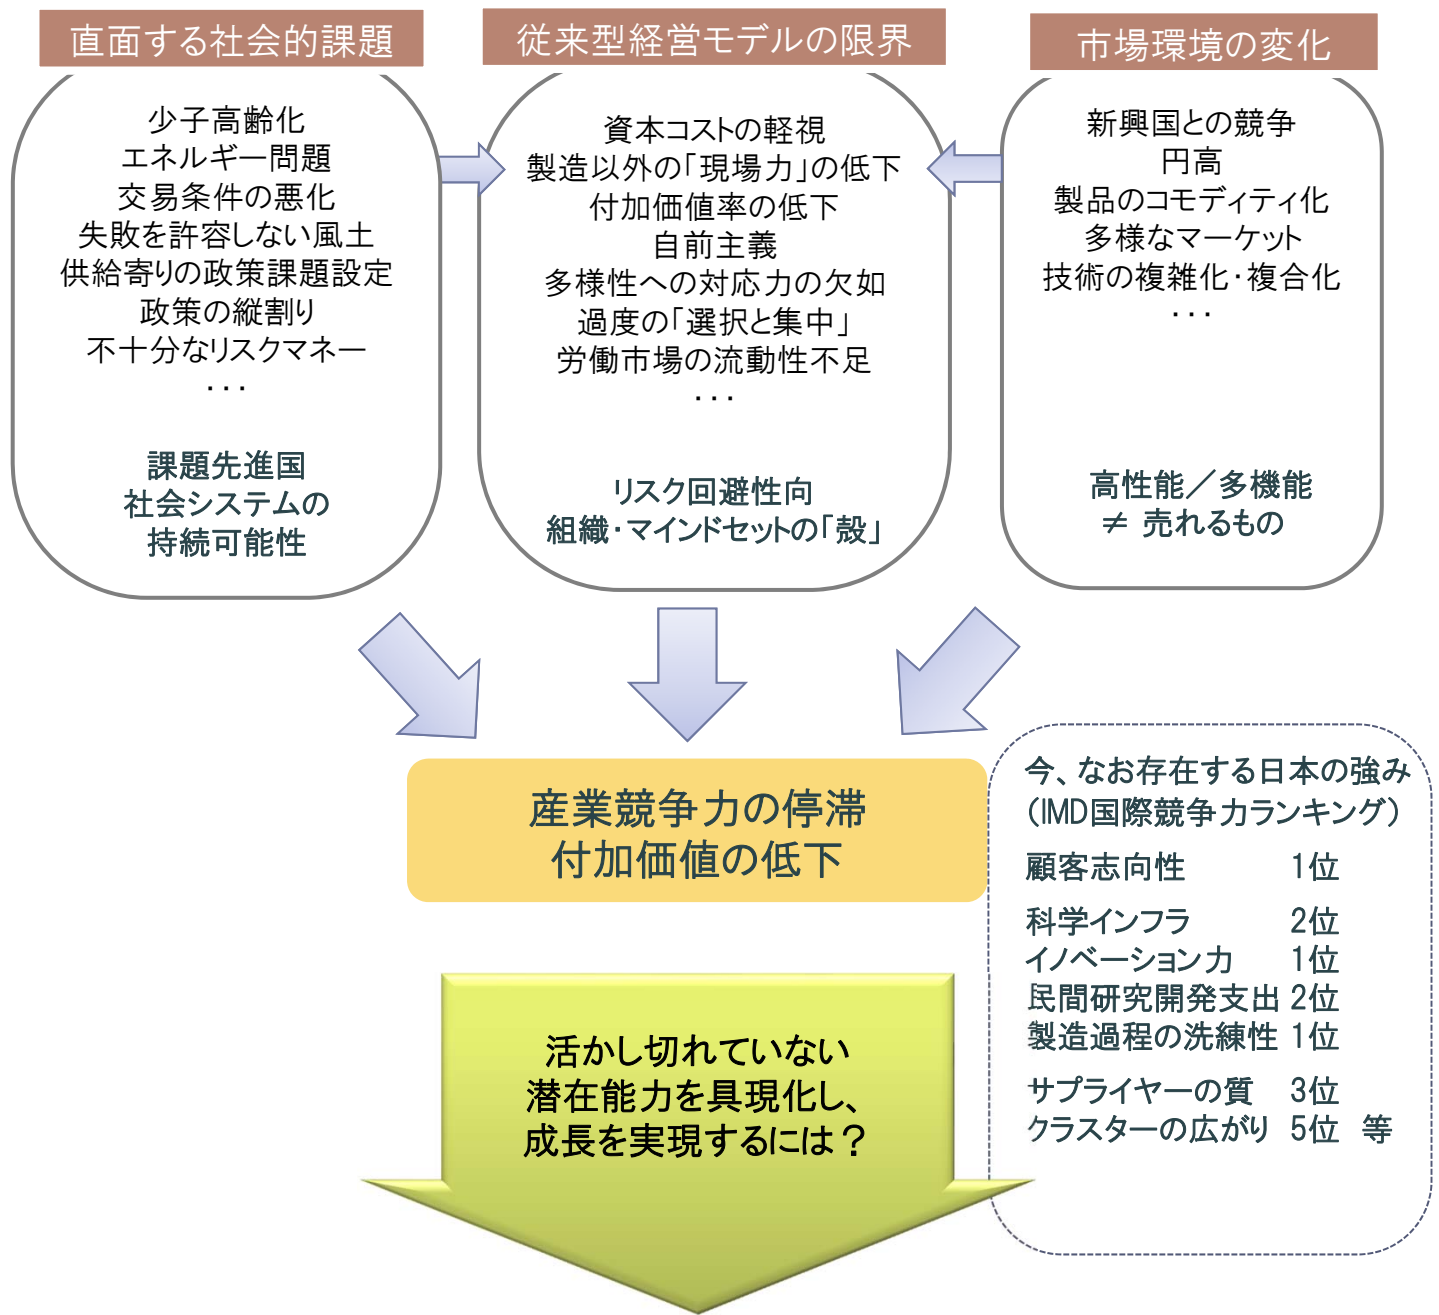 直面する社会的課題
少子高齢化
エネルギー問題
交易条件の悪化
失敗を許容しない風土
供給寄りの政策課題設定
政策の縦割り
不十分なリスクマネー
・・・
課題先進国
社会システムの
持続可能性
従来型経営モデルの限界
資本コストの軽視
製造以外の「現場力」の低下
付加価値率の低下
自前主義
多様性への対応力の欠如
過度の「選択と集中」
労働市場の流動性不足
・・・
リスク回避性向
組織・マインドセットの「殻」
市場環境の変化
新興国との競争
円高
製品のコモディティ化
多様なマーケット
技術の複雑化・複合化
・・・
高性能／多機能
≠ 売れるもの
産業競争力の停滞
付加価値の低下
今、なお存在する日本の強み
（IMD国際競争力ランキング）
顧客志向性 1位
科学インフラ 2位
イノベーション力 1位
民間研究開発支出 2位
製造過程の洗練性 1位
サプライヤーの質 3位
クラスターの広がり 5位 等
活かし切れていない
潜在能力を具現化し、
成長を実現するには？